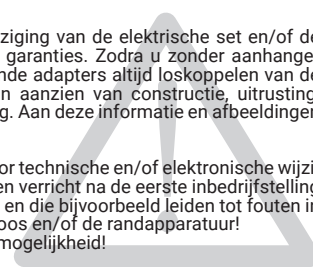 ziging van de elektrische set en/of de
garanties. Zodra u zonder aanhange
nde adapters altijd loskoppelen van de
n aanzien van constructie, uitrusting
g. Aan deze informatie en afbeeldingen
or technische en/of elektronische wijzi
en verricht na de eerste inbedrijfstelling
en die bijvoorbeeld leiden tot fouten in
oos en/of de randapparatuur!
mogelijkheid!